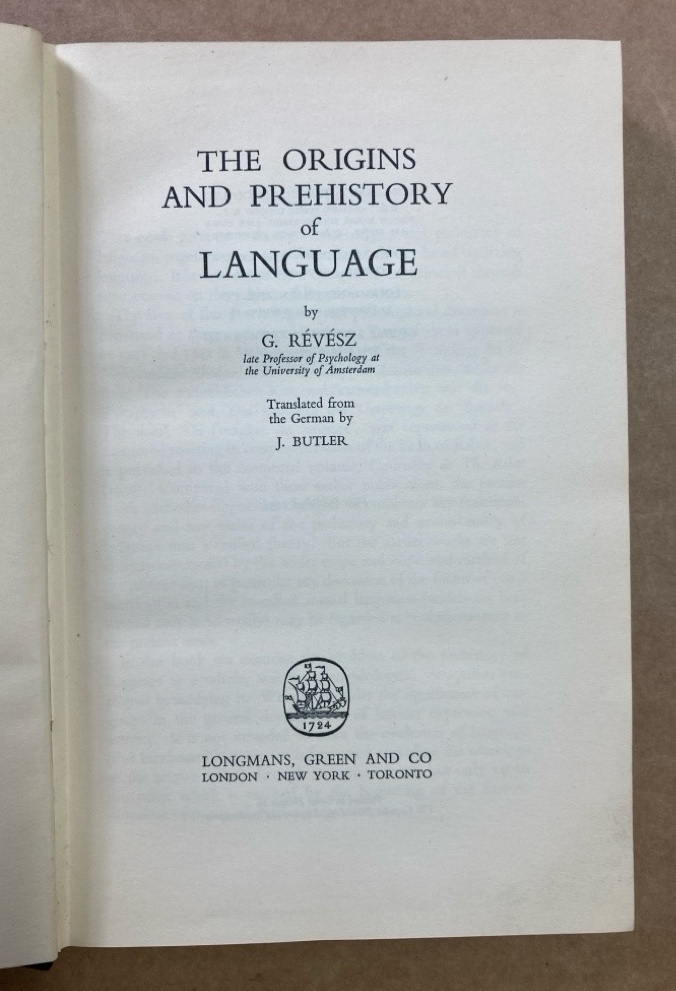 THE ORIGINS
AND PREHISTORY
of
LANGUAGE
by
G. RÉVÉSZ
late Professor of Psychology at
the University of Amsterdam
Translated from
the German by
J. BUTLER
1724
LONGMANS, GREEN AND CO
LONDON · NEW YORK · TORONTO